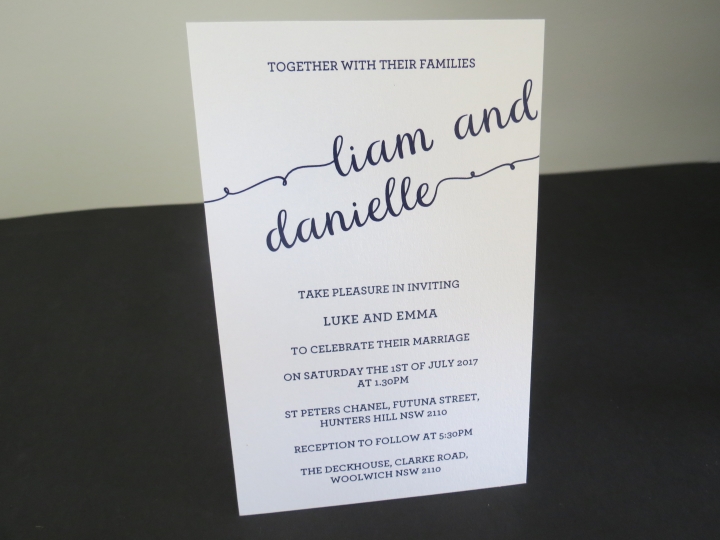 TOGETHER WITH THEIR FAMILIES
liam and
danielle
TAKE PLEASURE IN INVITING
LUKE AND EMMA
TO CELEBRATE THEIR MARRIAGE
ON SATURDAY THE 1ST OF JULY 2017
AT 1.30PM
ST PETERS CHANEL, FUTUNA STREET,
HUNTERS HILL NSW 2110
RECEPTION TO FOLLOW AT 5:30PM
THE DECKHOUSE, CLARKE ROAD,
WOOLWICH NSW 2110